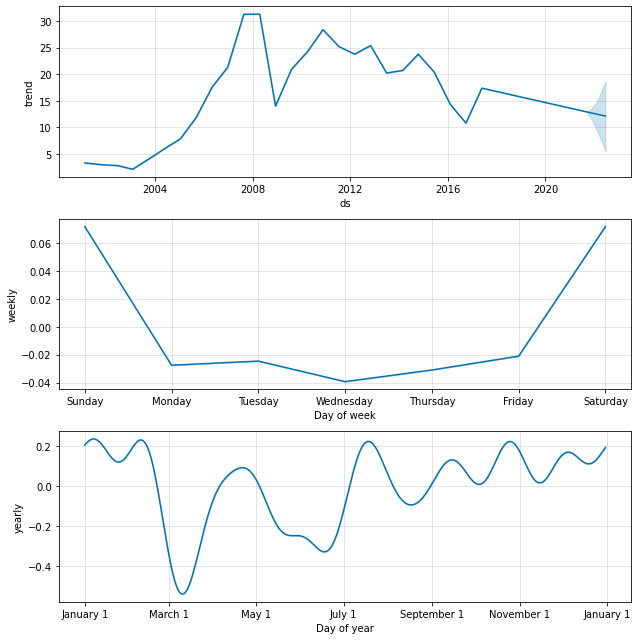 30
25
20
15
10
5
trend
2004 2008 2012 2016 2020
ds
0.06
0.04
0.02
0.00
−0.02
−0.04
weekly
Sunday Monday Tuesday Wednesday Thursday Friday Saturday
Day of week
0.2
0.0
−0.2
−0.4
yearly
January 1 March 1 May 1 July 1 September 1 November 1 January 1
Day of year